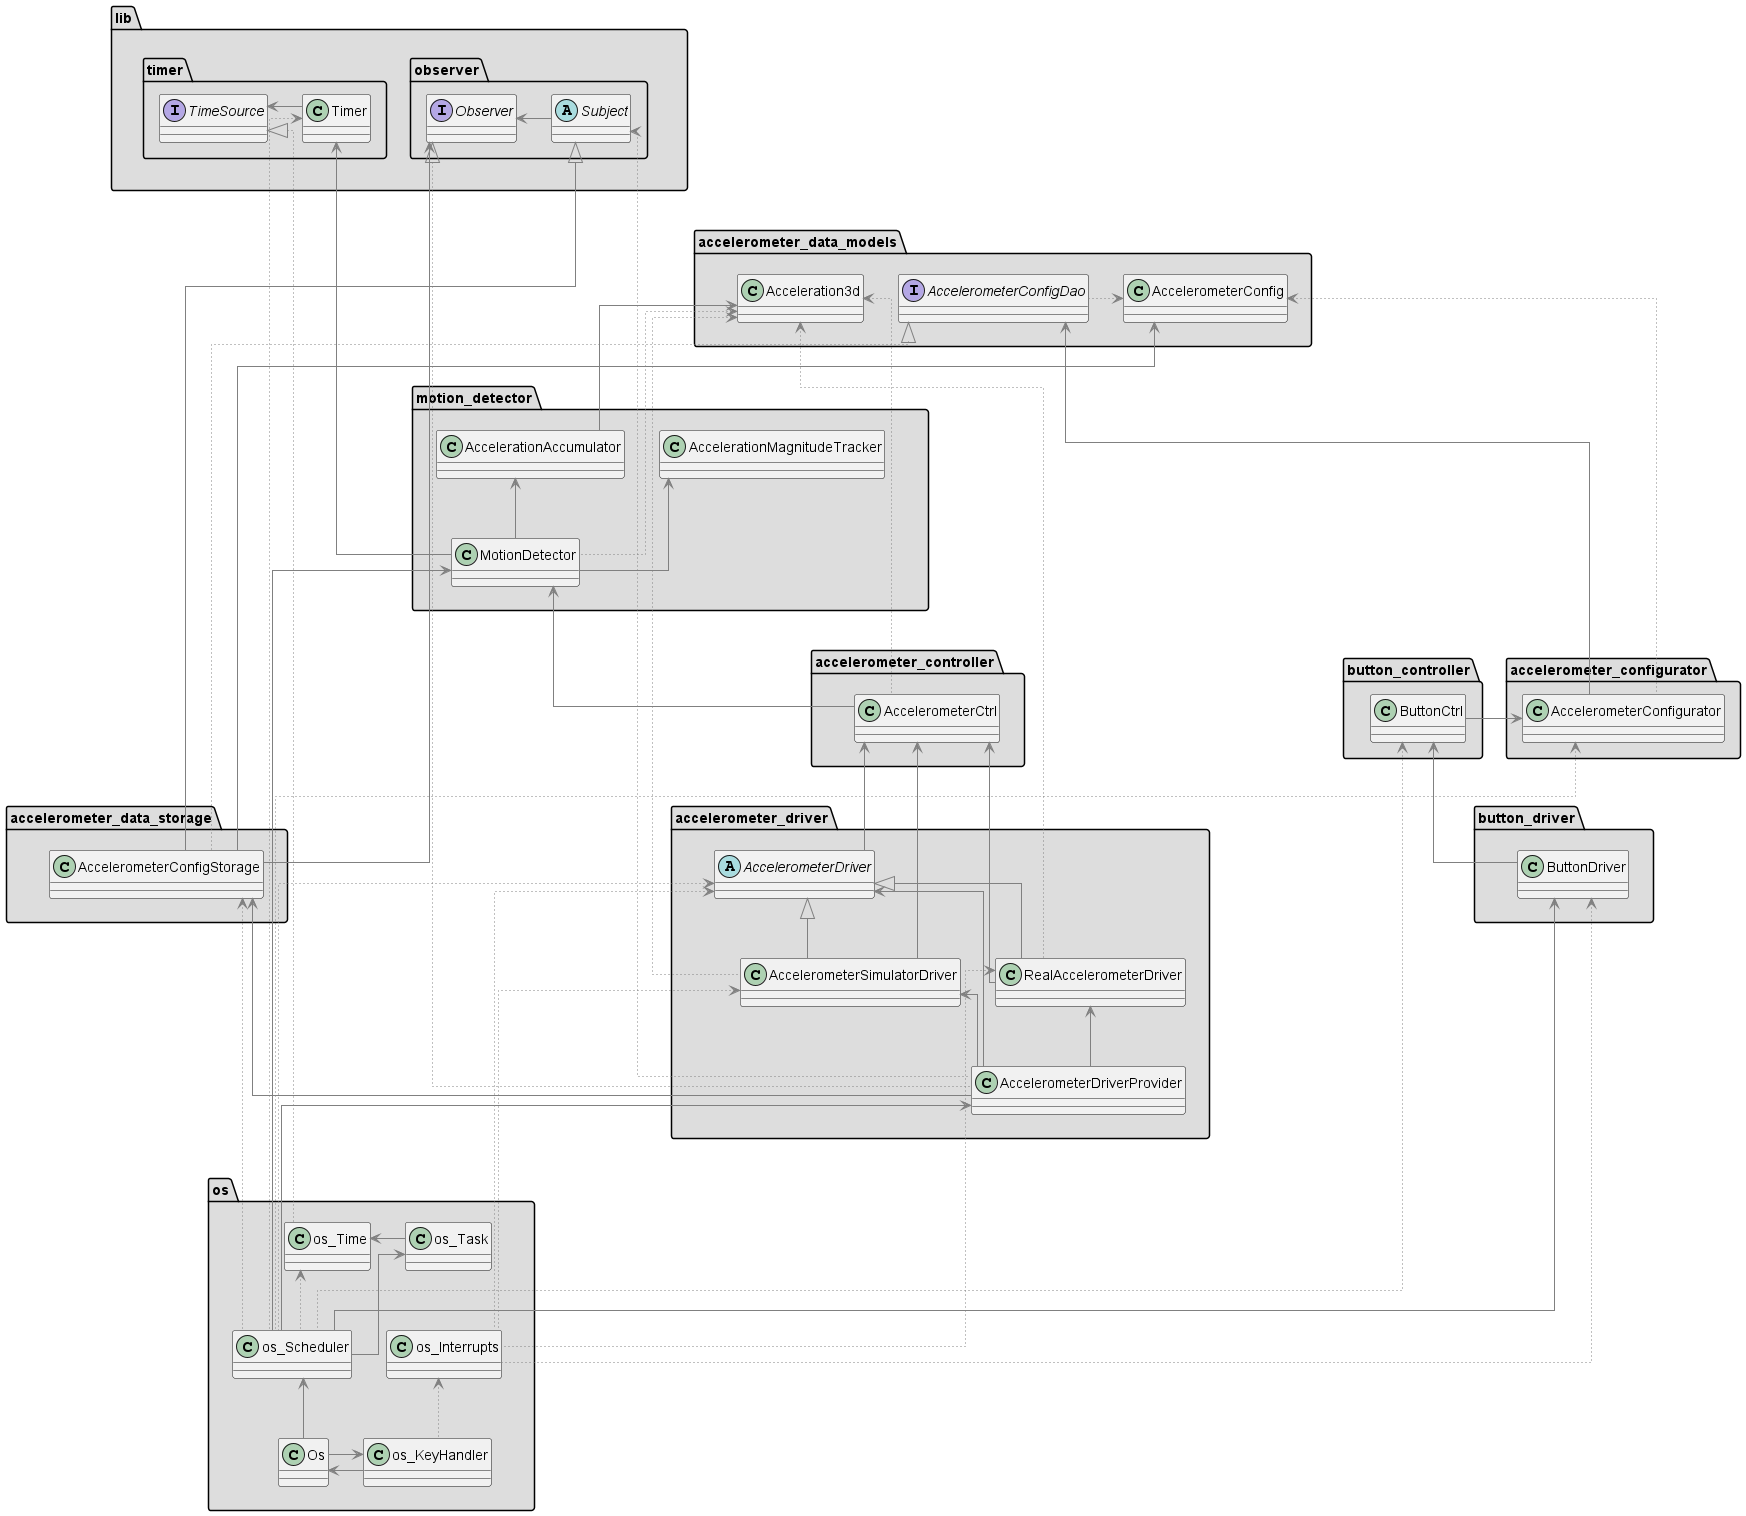 lib
timer
observer
I TimeSource
C Timer
I Observer
A Subject
accelerometer_data_models
C Acceleration3d
I AccelerometerConfigDao
C AccelerometerConfig
motion_detector
C AccelerationAccumulator
C AccelerationMagnitudeTracker
C MotionDetector
accelerometer_controller
button_controller
accelerometer_configurator
C AccelerometerCtrl
C ButtonCtrl
C AccelerometerConfigurator
accelerometer_data_storage
accelerometer_driver
button_driver
C AccelerometerConfigStorage
A AccelerometerDriver
C ButtonDriver
C AccelerometerSimulatorDriver
C RealAccelerometerDriver
C AccelerometerDriverProvider
os
C os_Time
C os_Task
C os_Scheduler
C os_Interrupts
C Os
C os_KeyHandler